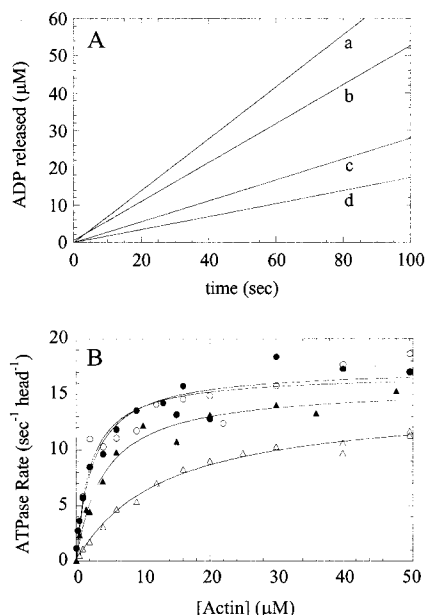 A
60
50
40
30
20
10
0
ADP released (μM)
a
b
c
d
0 20 40 60 80 100
time (sec)
B
20
15
10
5
0
ATPase Rate (sec⁻¹ head⁻¹)
0 10 20 30 40 50
[Actin] (μM)